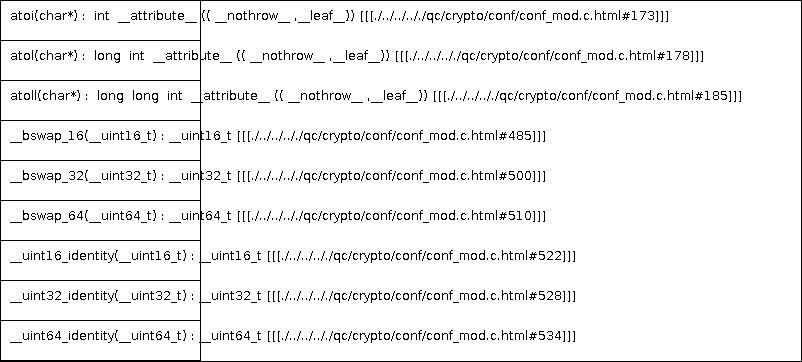 atoi(char*) : int __attribute__ (( __nothrow__ ,__leaf__)) [[[./../../../qc/crypto/conf/conf_mod.c.html#173]]]
atol(char*) : long int __attribute__ (( __nothrow__ ,__leaf__)) [[[./../../../qc/crypto/conf/conf_mod.c.html#178]]]
atoll(char*) : long long int __attribute__ (( __nothrow__ ,__leaf__)) [[[./../../../qc/crypto/conf/conf_mod.c.html#185]]]
__bswap_16(__uint16_t) : __uint16_t [[[./../../../qc/crypto/conf/conf_mod.c.html#485]]]
__bswap_32(__uint32_t) : __uint32_t [[[./../../../qc/crypto/conf/conf_mod.c.html#500]]]
__bswap_64(__uint64_t) : __uint64_t [[[./../../../qc/crypto/conf/conf_mod.c.html#510]]]
__uint16_identity(__uint16_t) : __uint16_t [[[./../../../qc/crypto/conf/conf_mod.c.html#522]]]
__uint32_identity(__uint32_t) : __uint32_t [[[./../../../qc/crypto/conf/conf_mod.c.html#528]]]
__uint64_identity(__uint64_t) : __uint64_t [[[./../../../qc/crypto/conf/conf_mod.c.html#534]]]